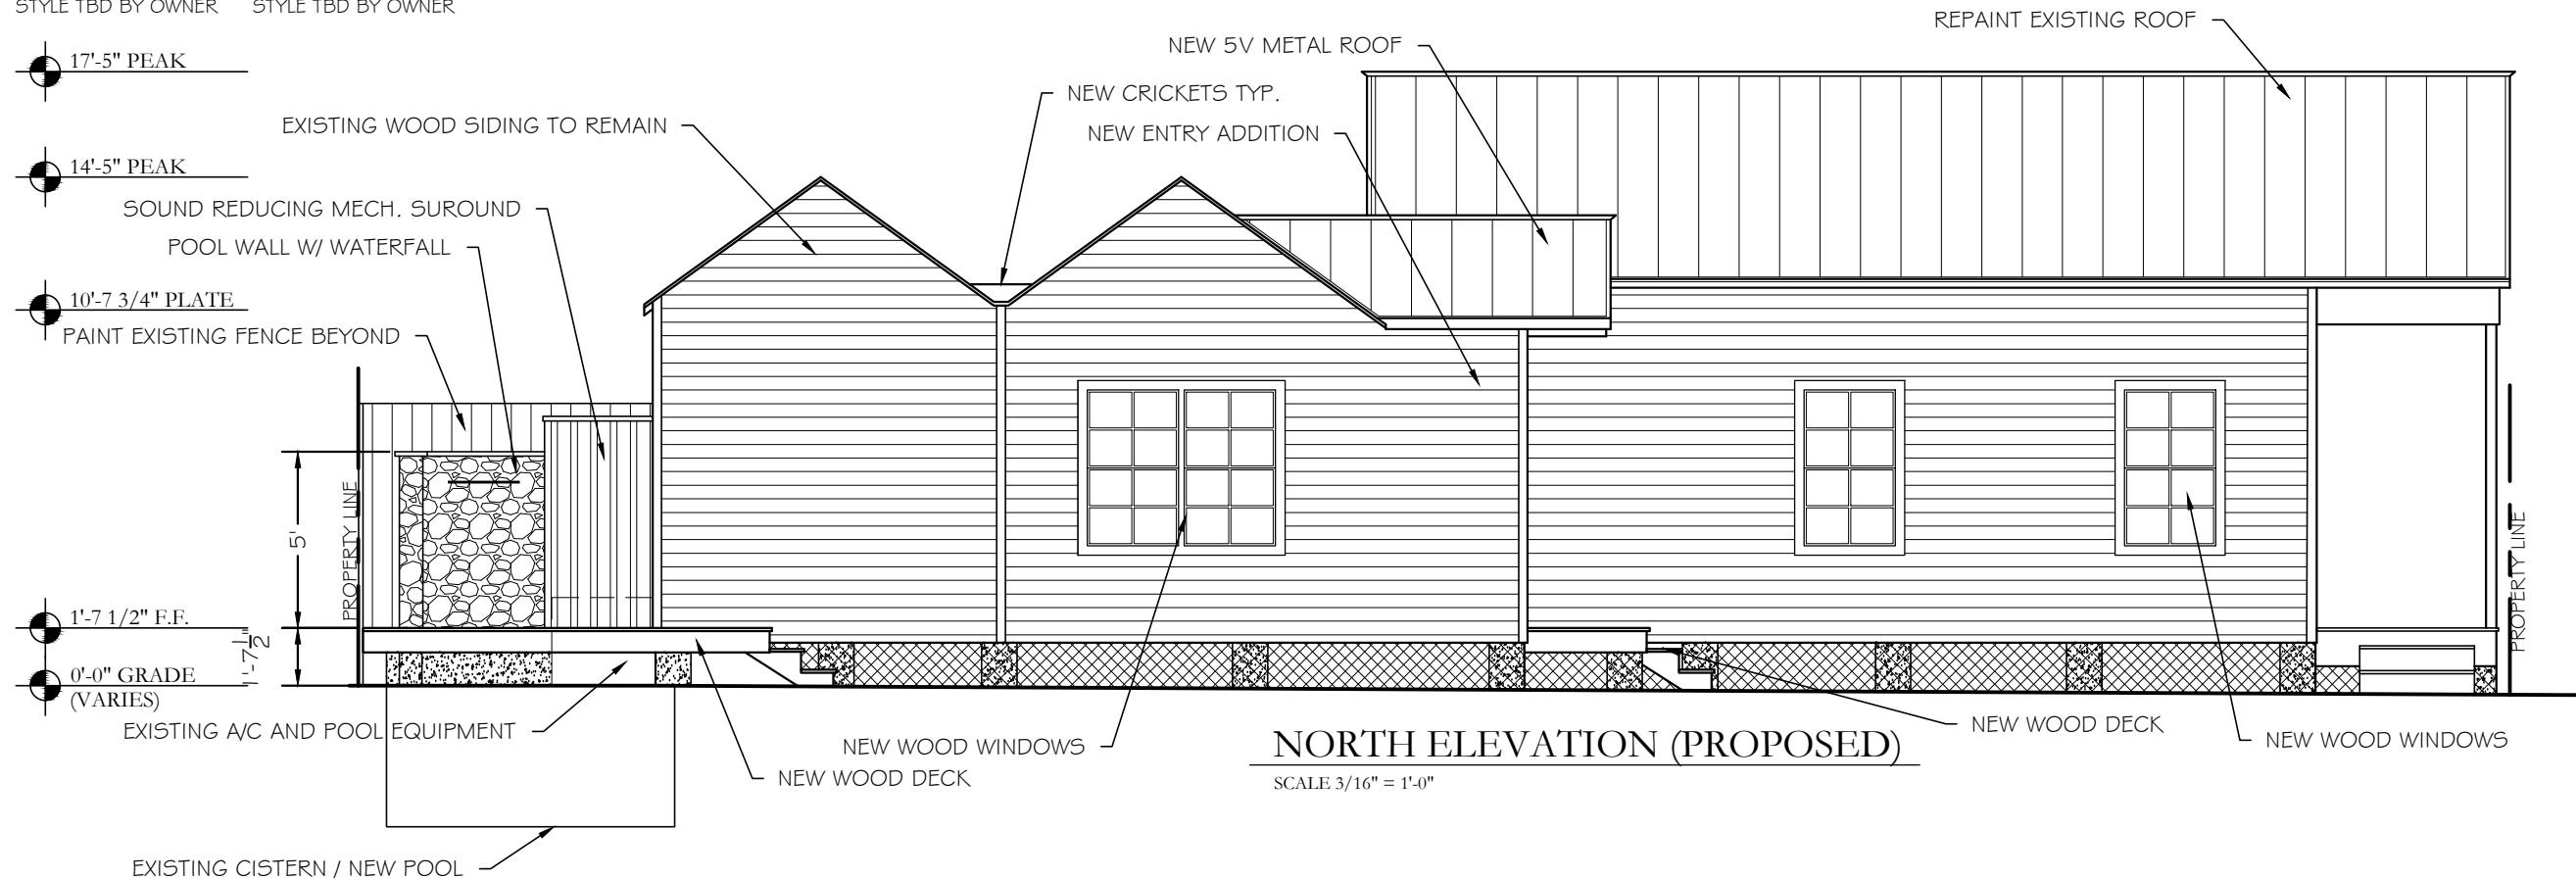 STYLE TBD BY OWNER STYLE TBD BY OWNER
REPAINT EXISTING ROOF
NEW 5V METAL ROOF
17'-5" PEAK
NEW CRICKETS TYP.
EXISTING WOOD SIDING TO REMAIN
NEW ENTRY ADDITION
14'-5" PEAK
SOUND REDUCING MECH. SUROUND
POOL WALL W/ WATERFALL
10'-7 3/4" PLATE
PAINT EXISTING FENCE BEYOND
5'
PROPERTY LINE
PROPERTY LINE
1'-7 1/2" F.F.
1'-7 1/2"
0'-0" GRADE
(VARIES)
EXISTING A/C AND POOL EQUIPMENT
NEW WOOD WINDOWS
NEW WOOD DECK
NORTH ELEVATION (PROPOSED)
SCALE 3/16" = 1'-0"
NEW WOOD DECK
NEW WOOD WINDOWS
EXISTING CISTERN / NEW POOL